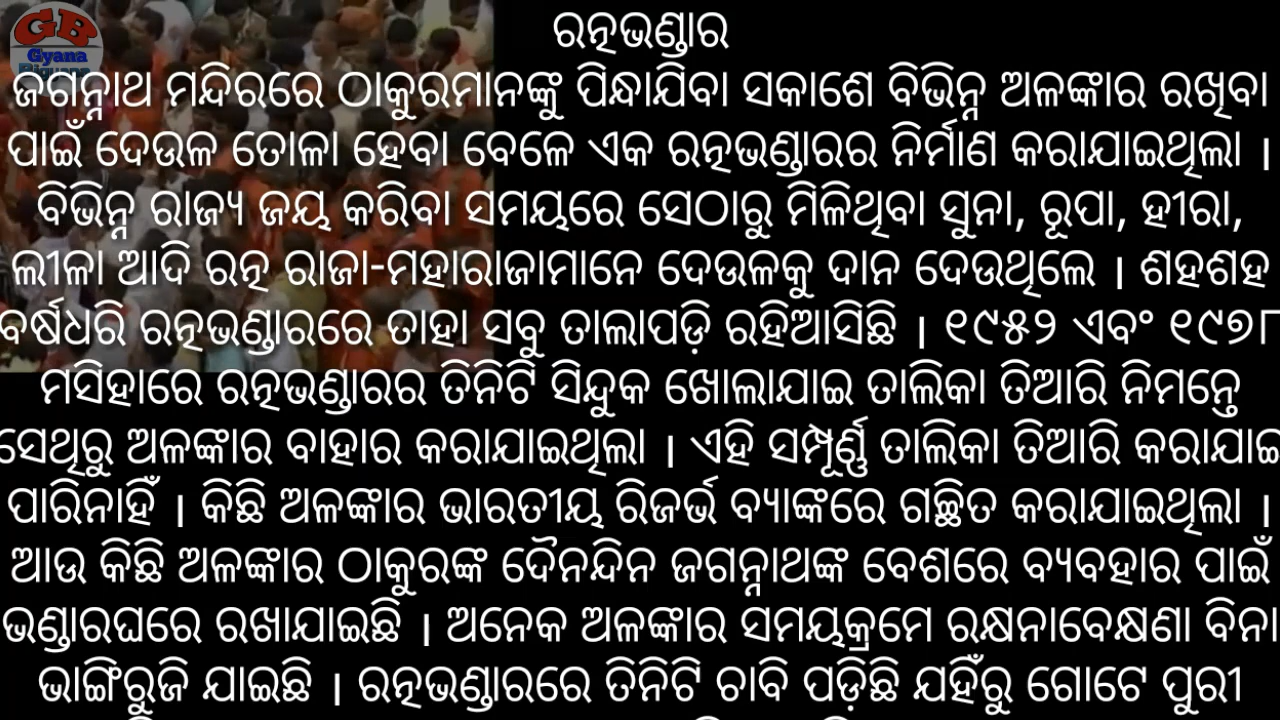 GB
Gyana
ରତ୍ନଭଣ୍ଡାର
ଜଗନ୍ନାଥ ମନ୍ଦିରରେ ଠାକୁରମାନଙ୍କୁ ପିନ୍ଧାଯିବା ସକାଶେ ବିଭିନ୍ନ ଅଳଙ୍କାର ରଖିବା
ପାଇଁ ଦେଉଳ ତୋଳା ହେବା ବେଳେ ଏକ ରତ୍ନଭଣ୍ଡାରର ନିର୍ମାଣ କରାଯାଇଥିଲା ।
ବିଭିନ୍ନ ରାଜ୍ୟ ଜୟ କରିବା ସମୟରେ ସେଠାରୁ ମିଳିଥିବା ସୁନା, ରୂପା, ହୀରା,
ଲୀଳା ଆଦି ରତ୍ନ ରାଜା-ମହାରାଜାମାନେ ଦେଉଳକୁ ଦାନ ଦେଉଥିଲେ । ଶହଶହ
ବର୍ଷଧରି ରତ୍ନଭଣ୍ଡାରରେ ତାହା ସବୁ ତାଲାପଡ଼ି ରହିଆସିଛି । ୧୯୫୨ ଏବଂ ୧୯୭୮
ମସିହାରେ ରତ୍ନଭଣ୍ଡାରର ତିନିଟି ସିନ୍ଦୁକ ଖୋଲାଯାଇ ତାଲିକା ତିଆରି ନିମନ୍ତେ
ସେଥିରୁ ଅଳଙ୍କାର ବାହାର କରାଯାଇଥିଲା । ଏହି ସମ୍ପୂର୍ଣ୍ଣ ତାଲିକା ତିଆରି କରାଯାଇ
ପାରିନାହିଁ । କିଛି ଅଳଙ୍କାର ଭାରତୀୟ ରିଜର୍ଭ ବ୍ୟାଙ୍କରେ ଗଚ୍ଛିତ କରାଯାଇଥିଲା ।
ଆଉ କିଛି ଅଳଙ୍କାର ଠାକୁରଙ୍କ ଦୈନନ୍ଦିନ ଜଗନ୍ନାଥଙ୍କ ବେଶରେ ବ୍ୟବହାର ପାଇଁ
ଭଣ୍ଡାରଘରେ ରଖାଯାଇଛି । ଅନେକ ଅଳଙ୍କାର ସମୟକ୍ରମେ ରକ୍ଷନାବେକ୍ଷଣା ବିନା
ଭାଙ୍ଗିରୁଜି ଯାଇଛି । ରତ୍ନଭଣ୍ଡାରରେ ତିନିଟି ଚାବି ପଡ଼ିଛି ଯହିଁରୁ ଗୋଟେ ପୁରୀ